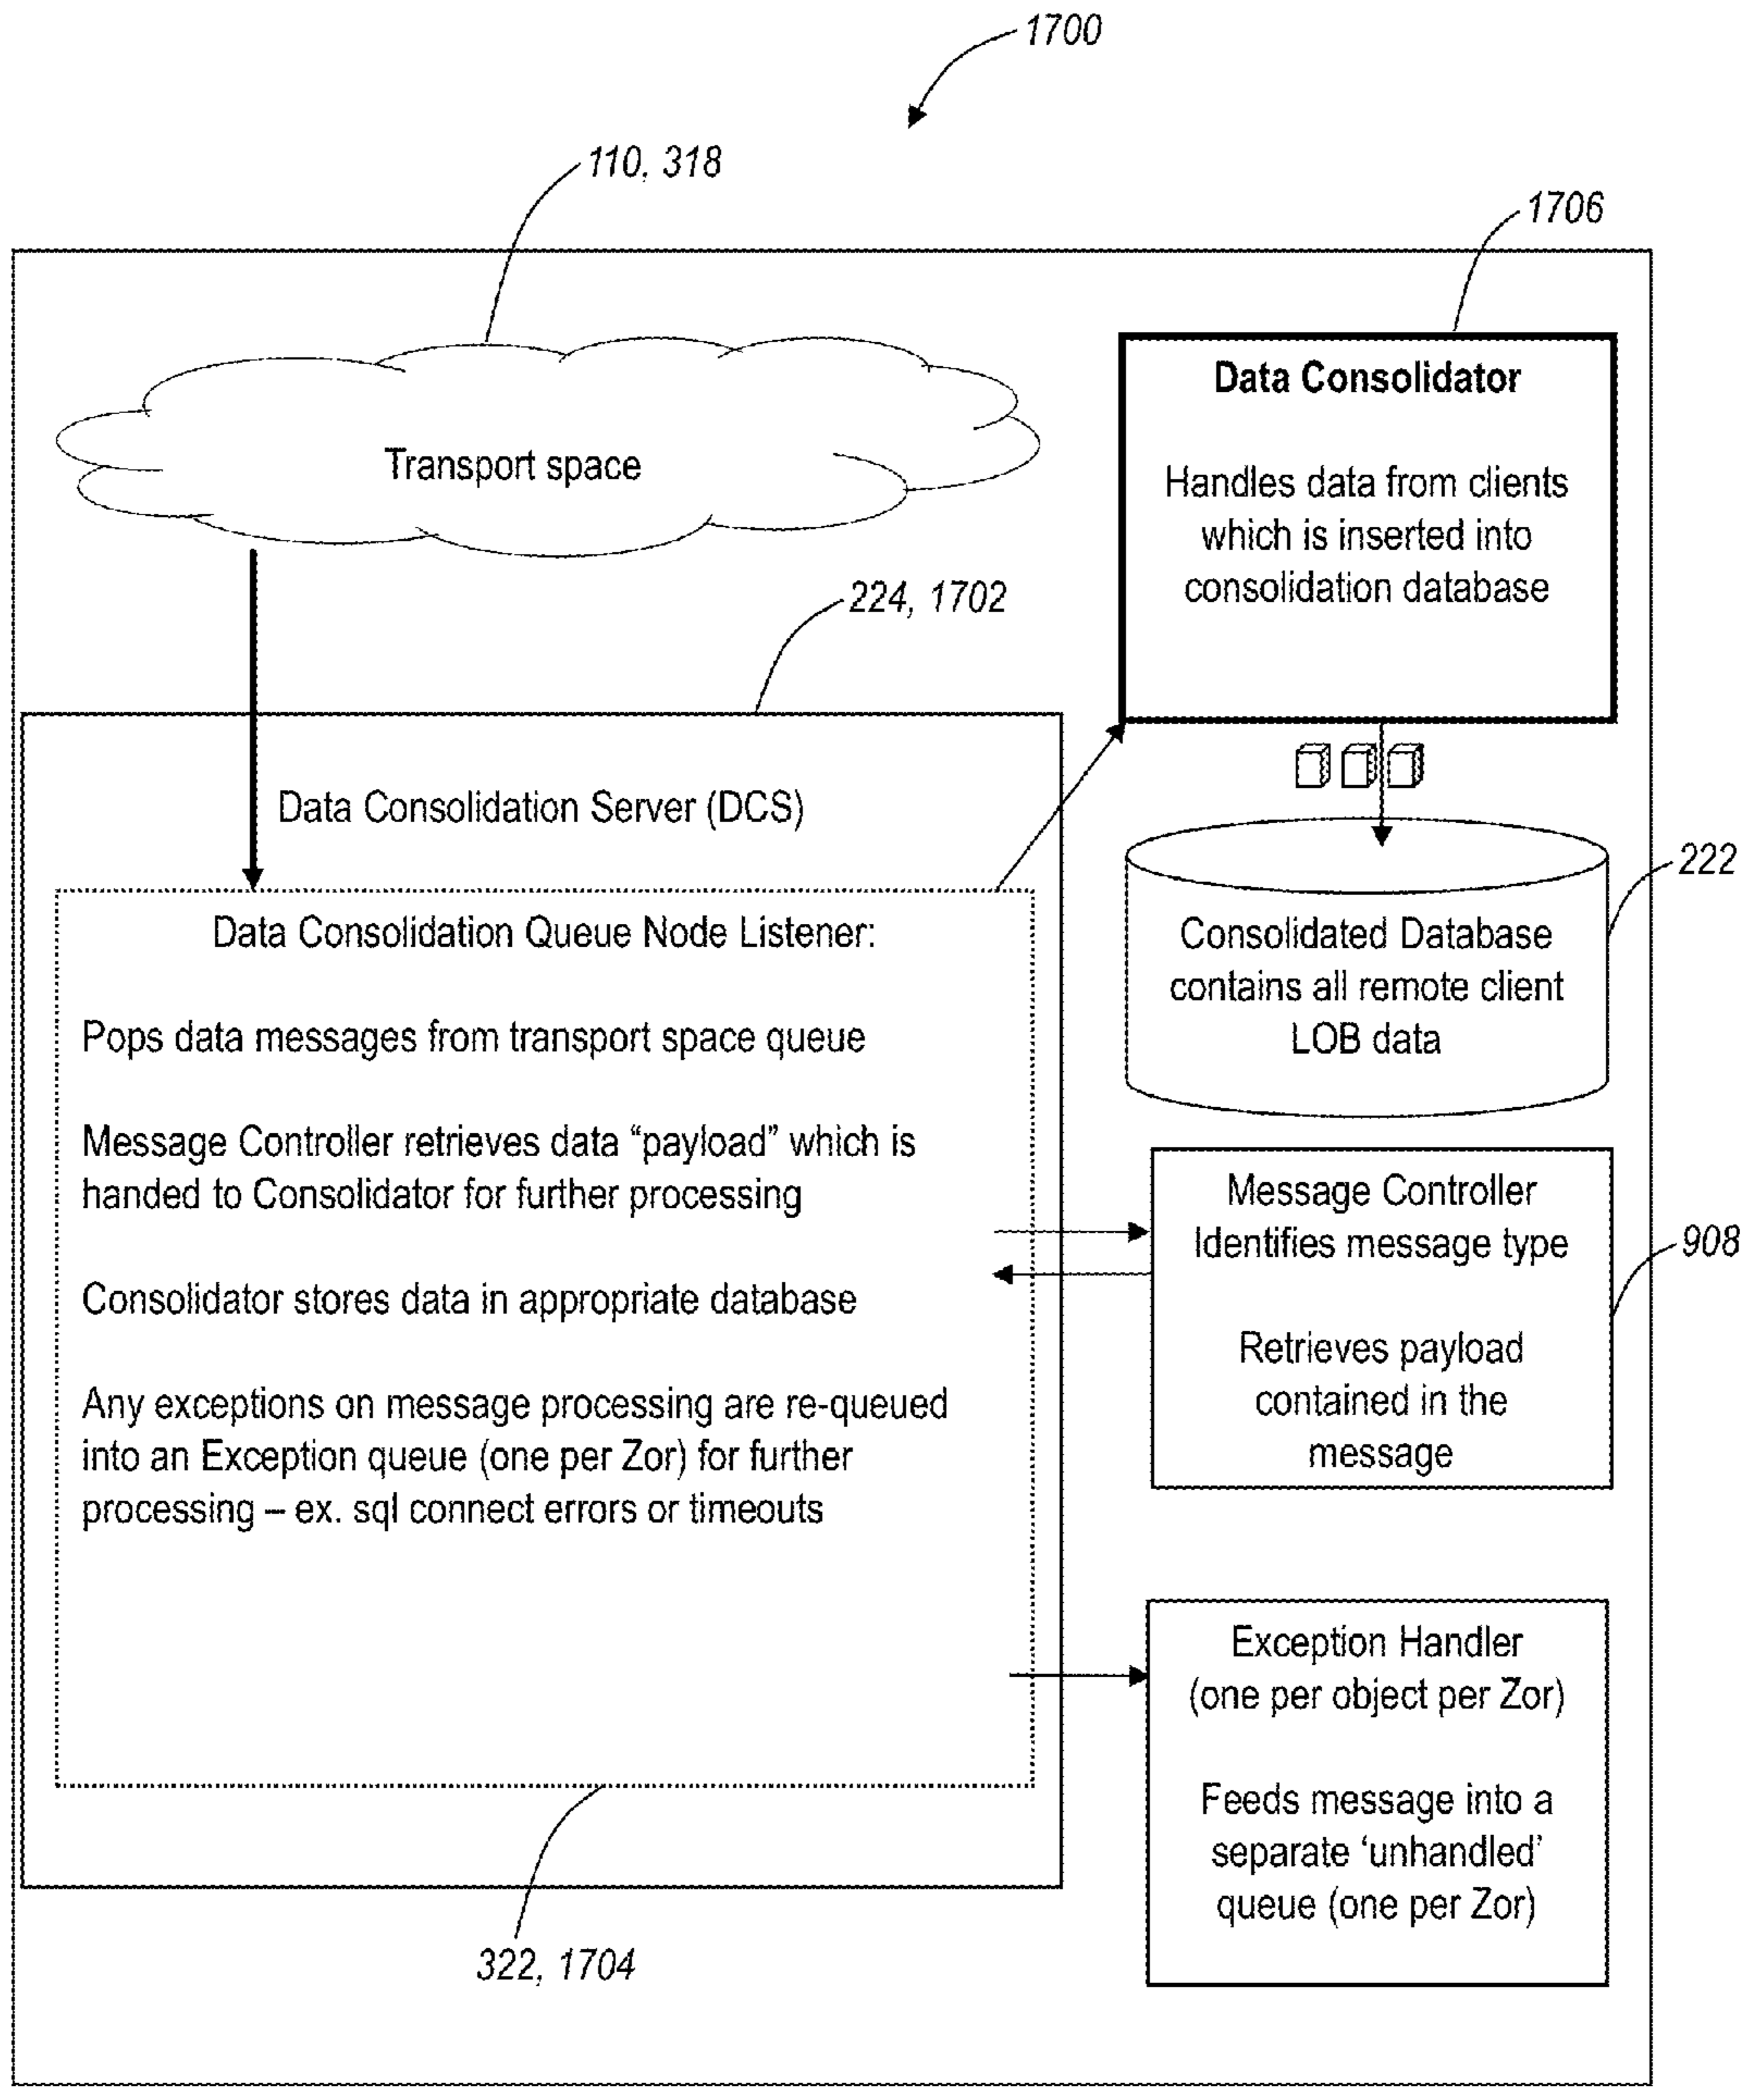 1700
110, 318
1706
Transport space
Data Consolidator
Handles data from clients
which is inserted into
consolidation database
224, 1702
Data Consolidation Server (DCS)
222
Consolidated Database
contains all remote client
LOB data
Data Consolidation Queue Node Listener:
Pops data messages from transport space queue
Message Controller retrieves data “payload” which is
handed to Consolidator for further processing
Consolidator stores data in appropriate database
Any exceptions on message processing are re-queued
into an Exception queue (one per Zor) for further
processing – ex. sql connect errors or timeouts
Message Controller
Identifies message type
Retrieves payload
contained in the
message
908
Exception Handler
(one per object per Zor)
Feeds message into a
separate ‘unhandled’
queue (one per Zor)
322, 1704